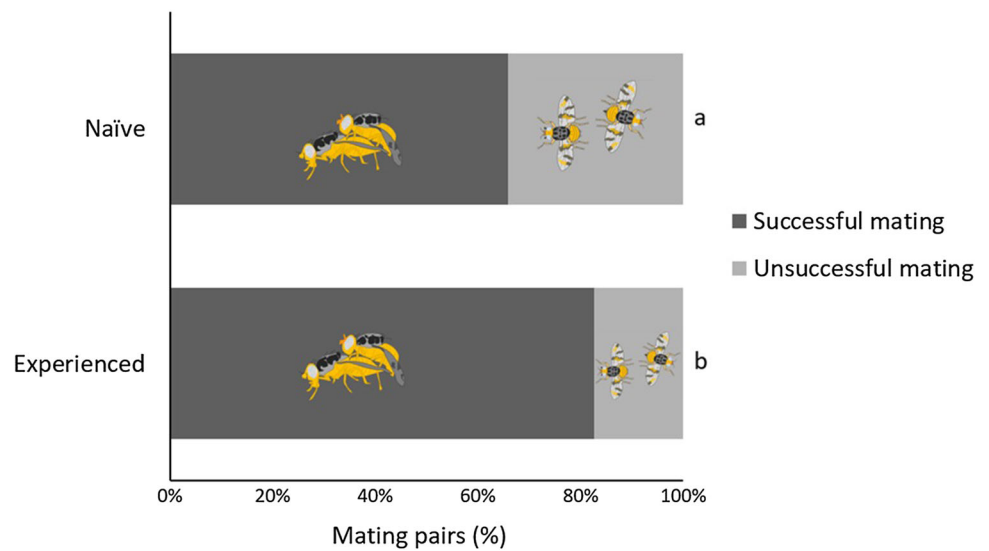 Naïve
a
Successful mating
Unsuccessful mating
Experienced
b
0%
20%
40%
60%
80%
100%
Mating pairs (%)